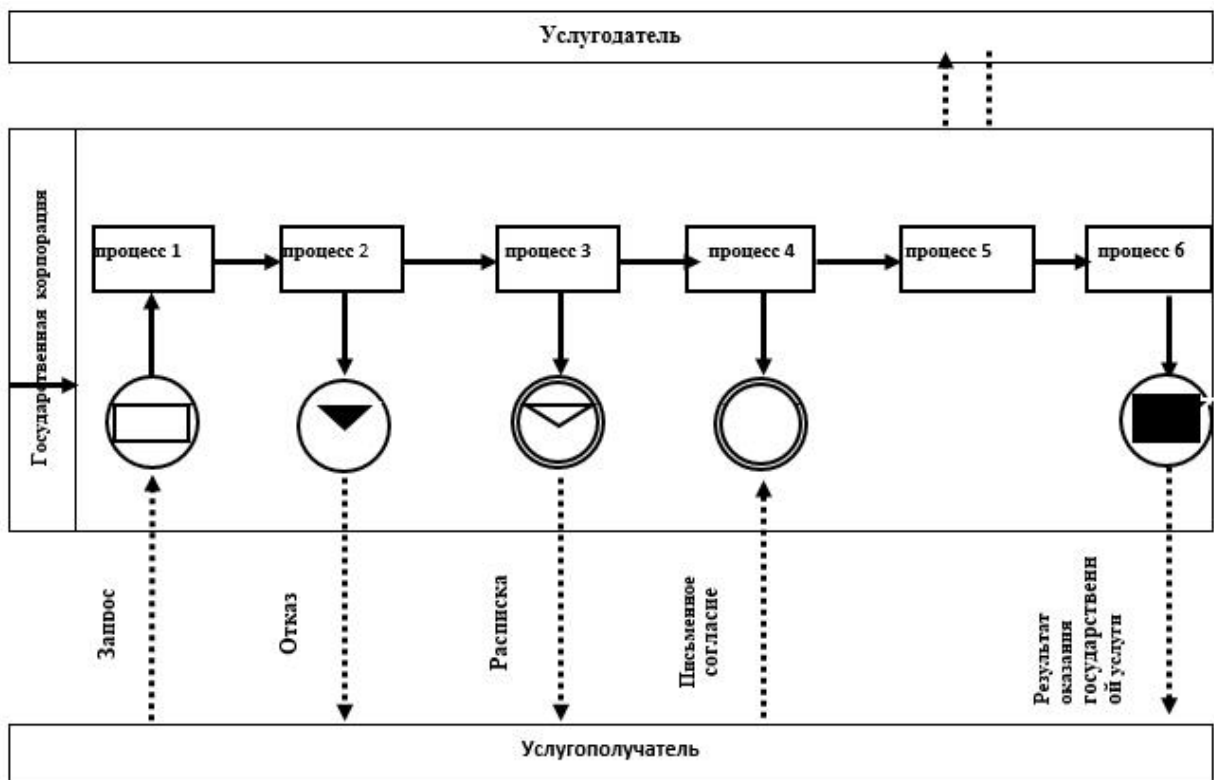 Услугодатель
Государственная корпорация
процесс 1
процесс 2
процесс 3
процесс 4
процесс 5
процесс 6
Запрос
Отказ
Расписка
Письменное
согласие
Результат
оказания
государственн
ой услуги
Услугополучатель